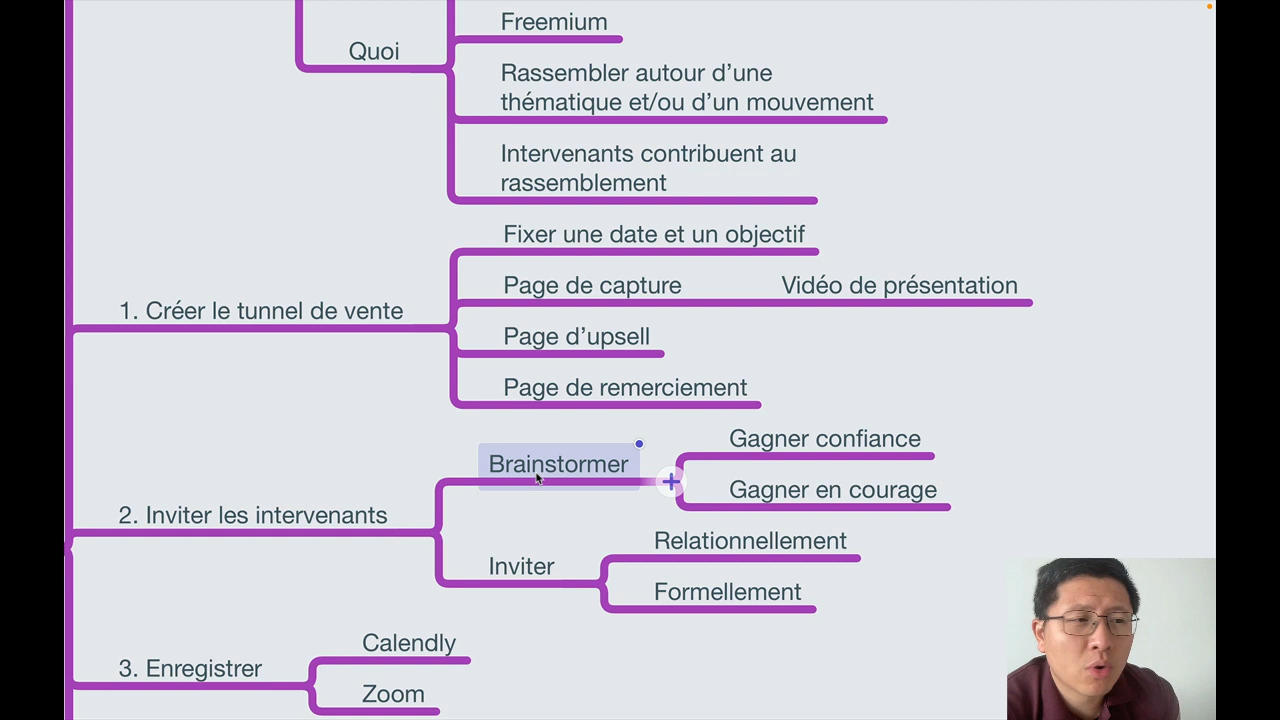 Freemium
Quoi
Rassembler autour d’une
thématique et/ou d’un mouvement
Intervenants contribuent au
rassemblement
1. Créer le tunnel de vente
Fixer une date et un objectif
Page de capture
Vidéo de présentation
Page d’upsell
Page de remerciement
2. Inviter les intervenants
Brainstormer
Gagner confiance
Gagner en courage
Inviter
Relationnellement
Formellement
3. Enregistrer
Calendly
Zoom